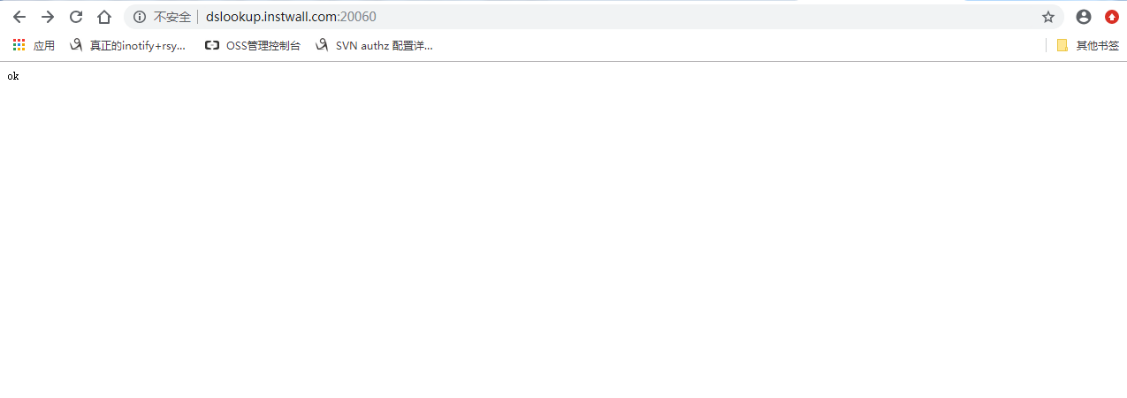 不安全 dslookup.instwall.com:20060
应用 真正的inotify+rsy... OSS管理控制台 SVN authz 配置详... 其他书签
ok